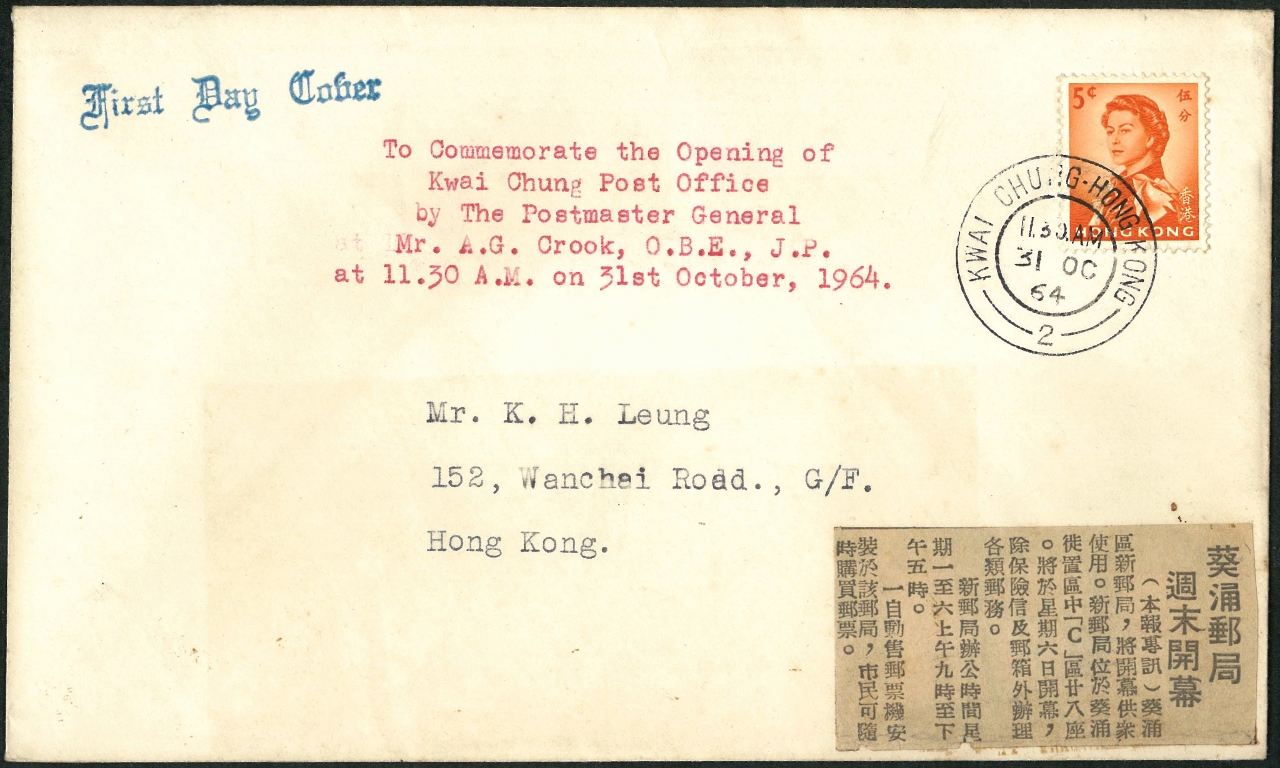 First Day Cover
To Commemorate the Opening of
Kwai Chung Post Office
by The Postmaster General
at Mr. A.G. Crook, O.B.E., J.P.
at 11.30 A.M. on 31st October, 1964.
5¢
伍分
香港
HONG KONG
KWAI CHUNG-HONG KONG
11.30.AM
31 OC
64
2
Mr. K. H. Leung
152, Wanchai Roád., G/F.
Hong Kong.
葵涌郵局
週末開幕
（本報專訊）葵涌
區新郵局，將開幕供衆
使用。新郵局位於葵涌
徙置區中「C」區廿八座
。將於星期六日開幕，
除保險信及郵箱外辦理
各類郵務。
新郵局辦公時間星
期一至六上午九時至下
午五時。
一自動售郵票機安
裝於該郵局，市民可隨
時購買郵票。